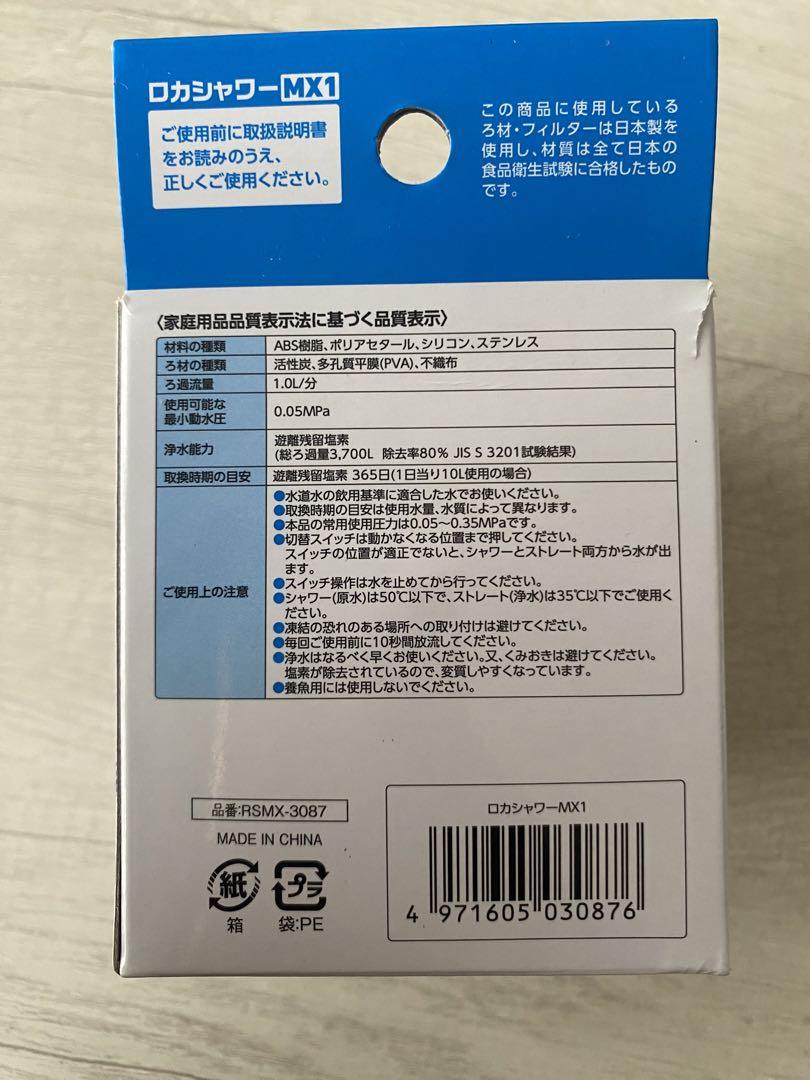 ロカシャワーMX1
ご使用前に取扱説明書
をお読みのうえ、
正しくご使用ください。
この商品に使用している
ろ材・フィルターは日本製を
使用し、材質は全て日本の
食品衛生試験に合格したもの
です。
〈家庭用品品質表示法に基づく品質表示〉
材料の種類 ABS樹脂、ポリアセタール、シリコン、ステンレス
ろ材の種類 活性炭、多孔質平膜(PVA)、不織布
ろ過流量 1.0L/分
使用可能な
最小動水圧 0.05MPa
浄水能力 遊離残留塩素
(総ろ過量3,700L 除去率80% JIS S 3201試験結果)
取換時期の目安 遊離残留塩素 365日(1日当り10L使用の場合)
ご使用上の注意
●水道水の飲用基準に適合した水でお使いください。
●取換時期の目安は使用水量、水質によって異なります。
●本品の常用使用圧力は0.05～0.35MPaです。
●切替スイッチは動かなくなる位置まで押してください。
スイッチの位置が適正でないと、シャワーとストレート両方から水が出
ます。
●スイッチ操作は水を止めてから行ってください。
●シャワー(原水)は50℃以下で、ストレート(浄水)は35℃以下でご使用く
ださい。
●凍結の恐れのある場所への取り付けは避けてください。
●毎回ご使用前に10秒間放流してください。
●浄水はなるべく早くお使いください。又、くみおきは避けてください。
塩素が除去されているので、変質しやすくなっています。
●養魚用には使用しないでください。
品番:RSMX-3087
MADE IN CHINA
紙
プラ
箱
袋:PE
ロカシャワーMX1
4 971605 030876